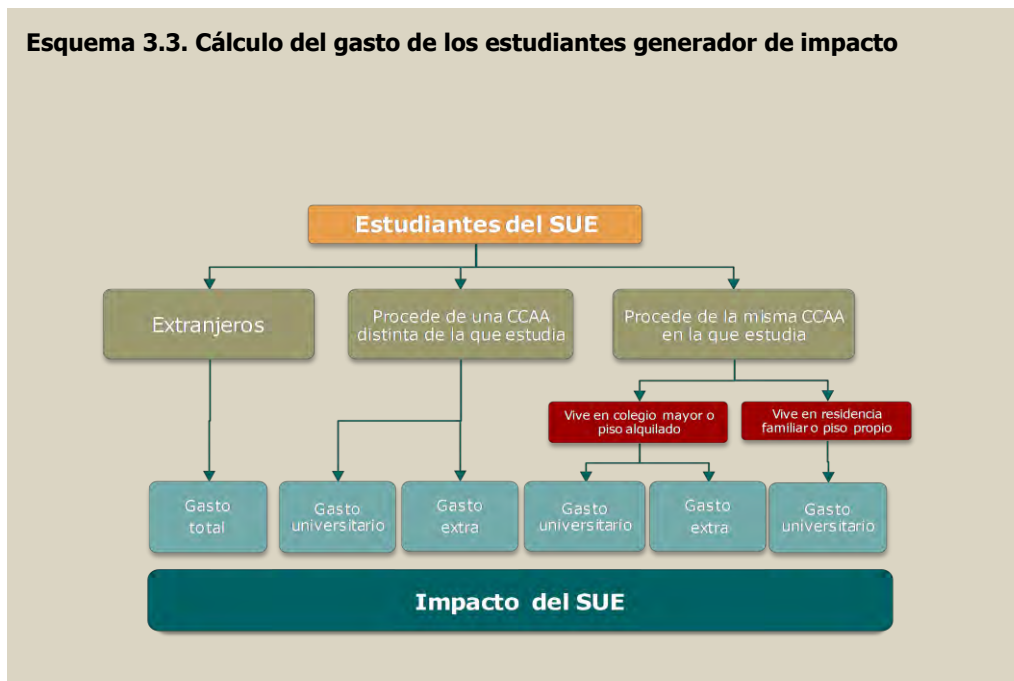 Esquema 3.3. Cálculo del gasto de los estudiantes generador de impacto
Estudiantes del SUE
Extranjeros
Procede de una CCAA
distinta de la que estudia
Procede de la misma CCAA
en la que estudia
Vive en colegio mayor o
piso alquilado
Vive en residencia
familiar o piso propio
Gasto
total
Gasto
universitario
Gasto
extra
Gasto
universitario
Gasto
extra
Gasto
universitario
Impacto del SUE